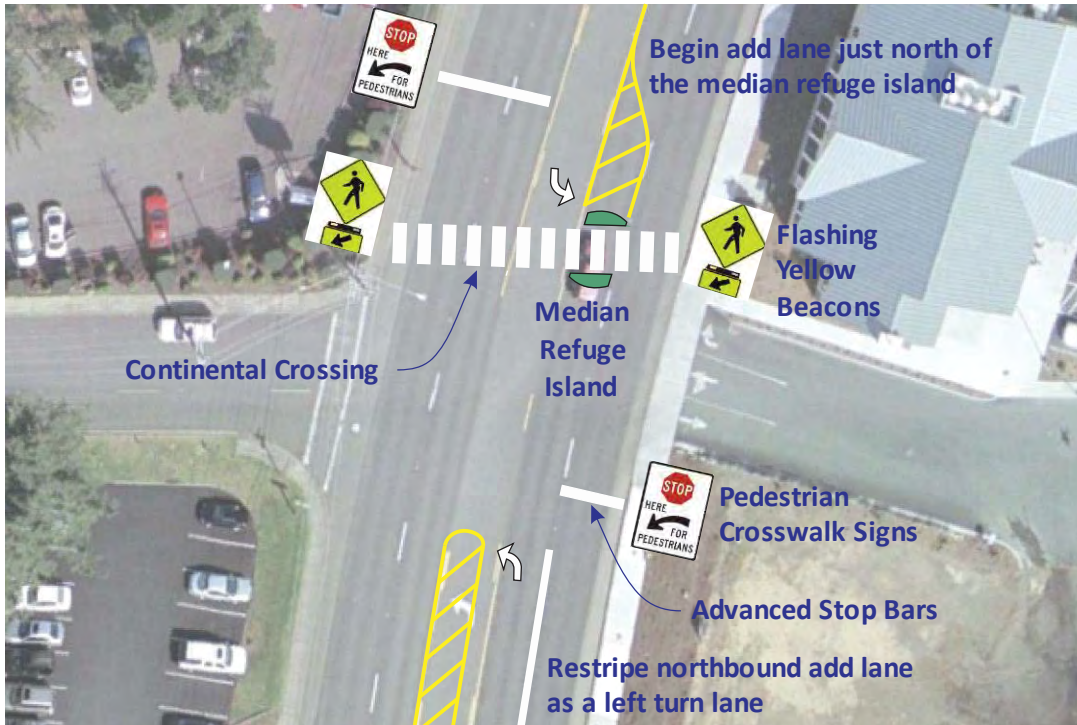 STOP
HERE
FOR
PEDESTRIANS
Begin add lane just north of
the median refuge island
Flashing
Yellow
Beacons
Median
Refuge
Island
Continental Crossing
STOP
HERE
FOR
PEDESTRIANS
Pedestrian
Crosswalk Signs
Advanced Stop Bars
Restripe northbound add lane
as a left turn lane